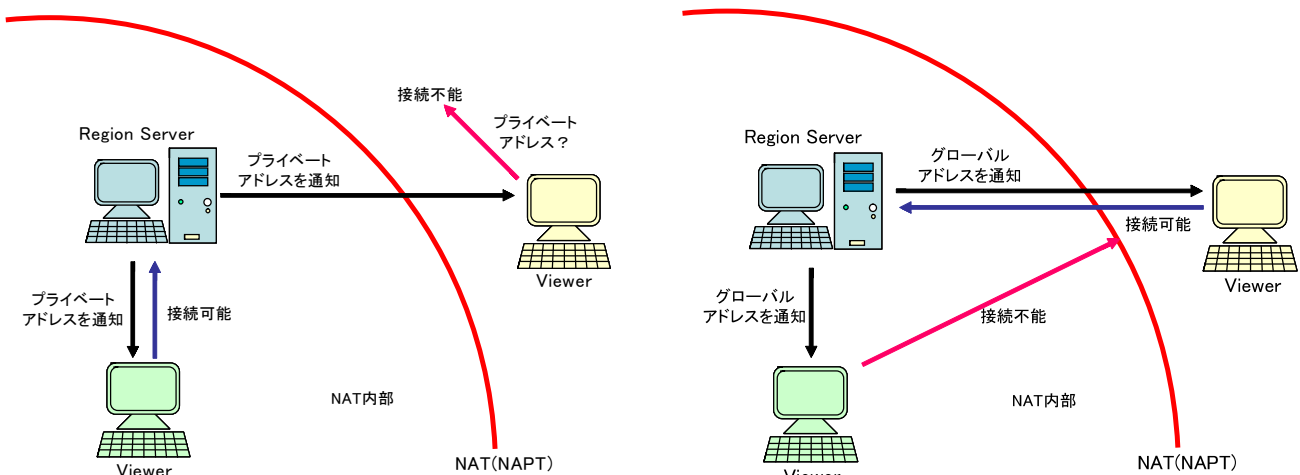 接続不能
プライベート
アドレス？
Region Server
プライベート
アドレスを通知
Viewer
プライベート
アドレスを通知
接続可能
NAT内部
NAT(NAPT)
Viewer
Region Server
グローバル
アドレスを通知
接続可能
Viewer
グローバル
アドレスを通知
接続不能
NAT内部
NAT(NAPT)
Viewer